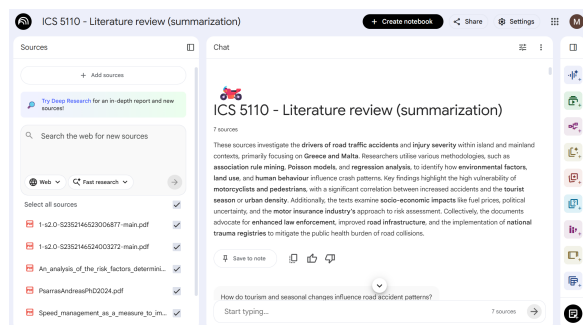 ICS 5110 - Literature review (summarization)
+ Create notebook
Share
Settings
M
Sources
+ Add sources
Try Deep Research for an in-depth report and new
sources!
Search the web for new sources
Web
Fast research
Select all sources
1-s2.0-S2352146523006877-main.pdf
1-s2.0-S2352146524003272-main.pdf
An_analysis_of_the_risk_factors_determini...
PsarrasAndreasPhD2024.pdf
Speed_management_as_a_measure_to_im...
Chat
ICS 5110 - Literature review (summarization)
7 sources
These sources investigate the drivers of road traffic accidents and injury severity within island and mainland
contexts, primarily focusing on Greece and Malta. Researchers utilise various methodologies, such as
association rule mining, Poisson models, and regression analysis, to identify how environmental factors,
land use, and human behaviour influence crash patterns. Key findings highlight the high vulnerability of
motorcyclists and pedestrians, with a significant correlation between increased accidents and the tourist
season or urban density. Additionally, the texts examine socio-economic impacts like fuel prices, political
uncertainty, and the motor insurance industry's approach to risk assessment. Collectively, the documents
advocate for enhanced law enforcement, improved road infrastructure, and the implementation of national
trauma registries to mitigate the public health burden of road collisions.
Save to note
How do tourism and seasonal changes influence road accident patterns?
Start typing...
7 sources